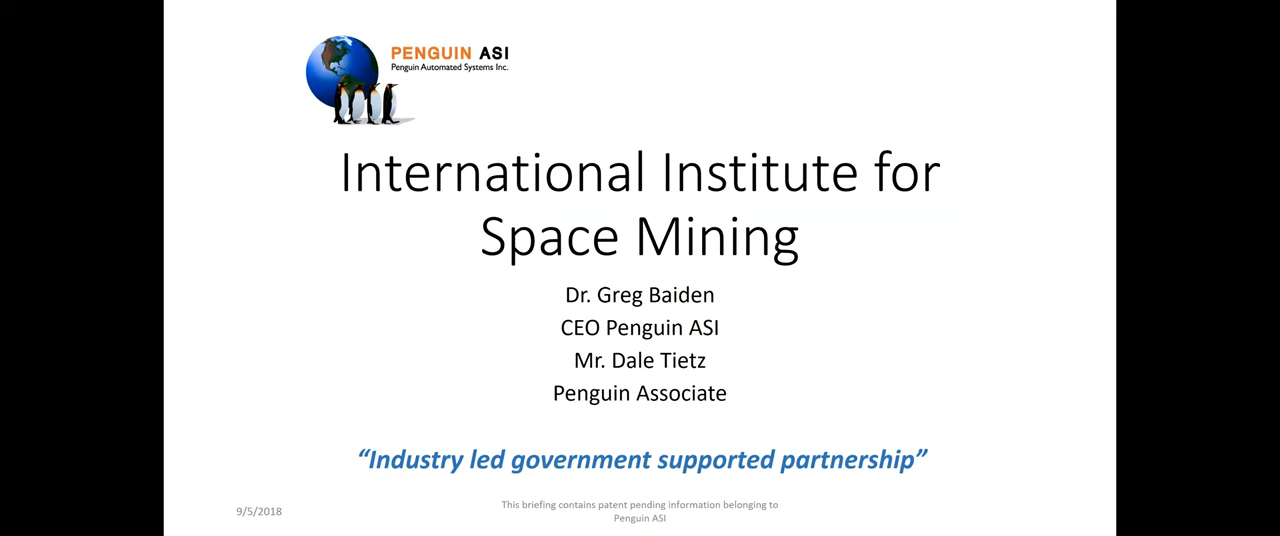 PENGUIN ASI
Penguin Automated Systems Inc.
International Institute for
Space Mining
Dr. Greg Baiden
CEO Penguin ASI
Mr. Dale Tietz
Penguin Associate
“Industry led government supported partnership”
9/5/2018
This briefing contains patent pending information belonging to
Penguin ASI